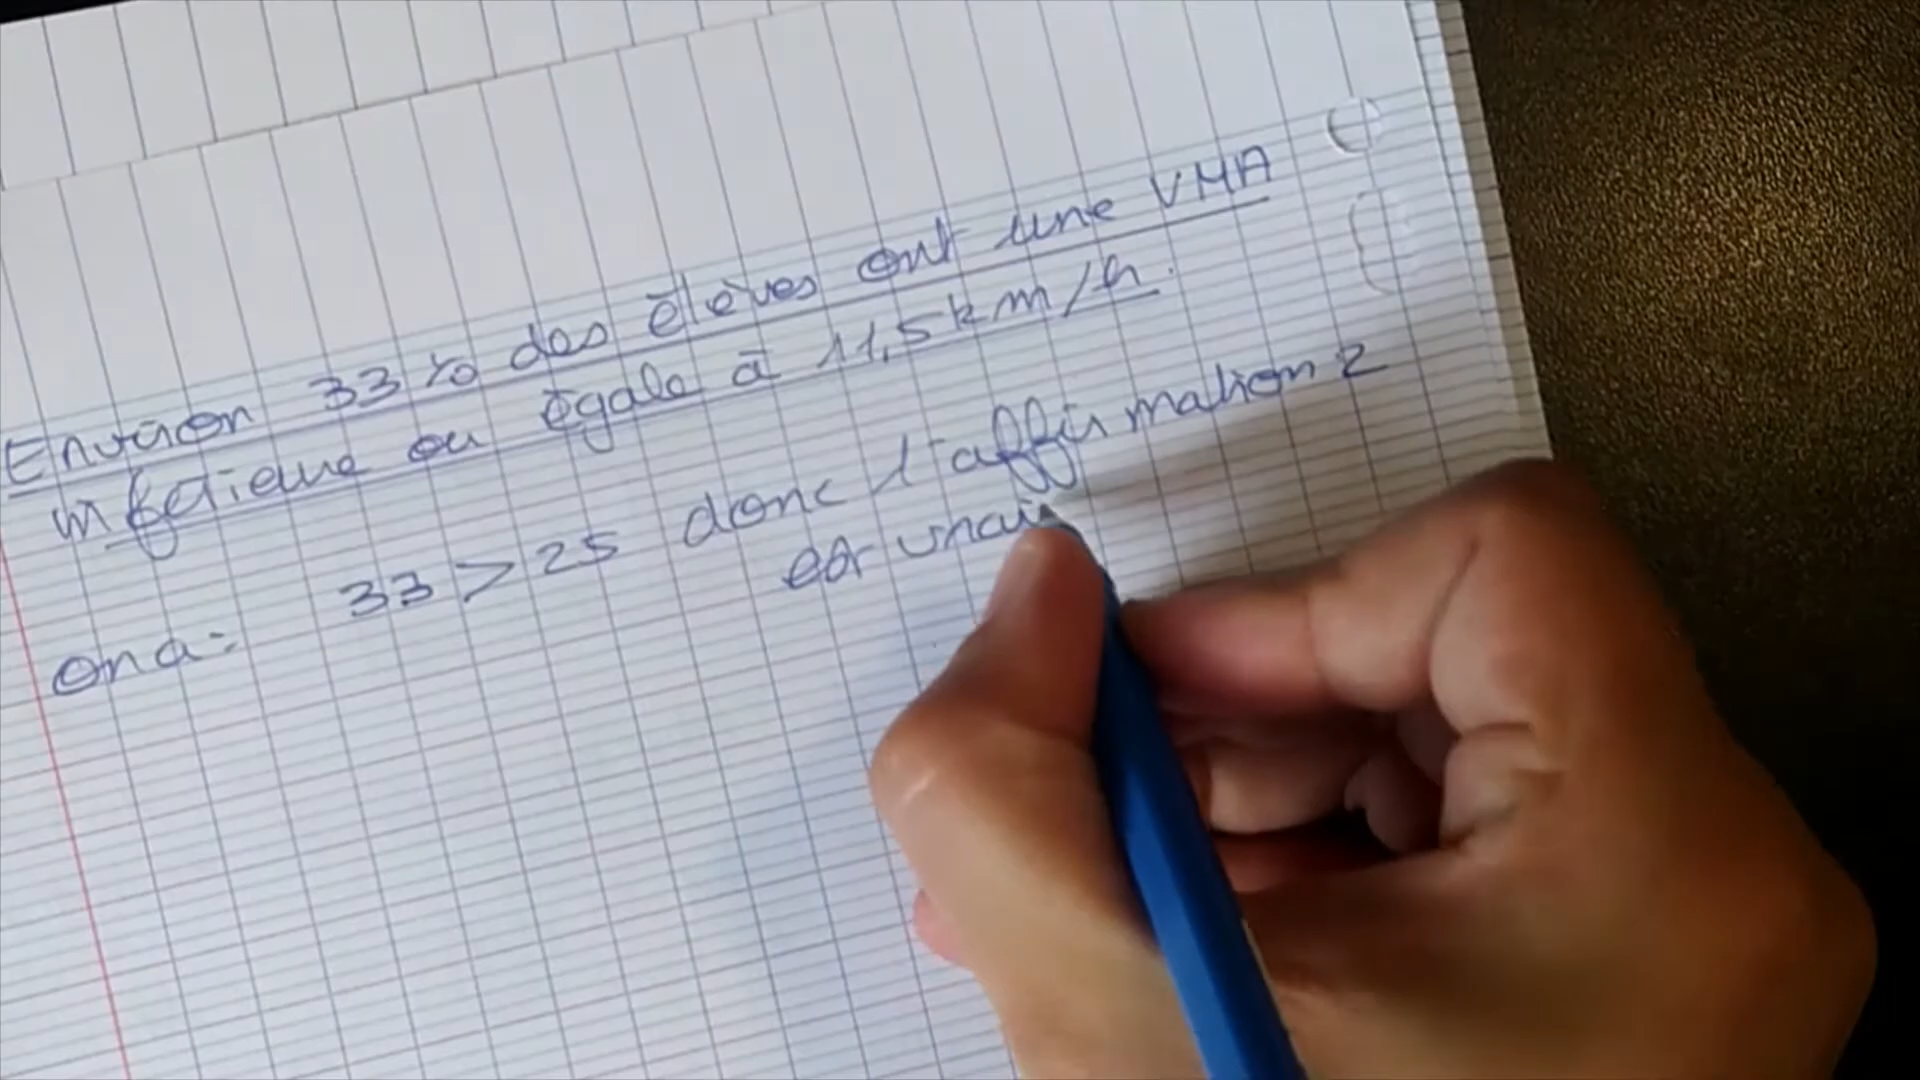 Environ 33% des élèves ont une VMA
inférieure ou égale à 11,5 km/h.
on a: 33 > 25 donc l'affirmation 2
est vrai